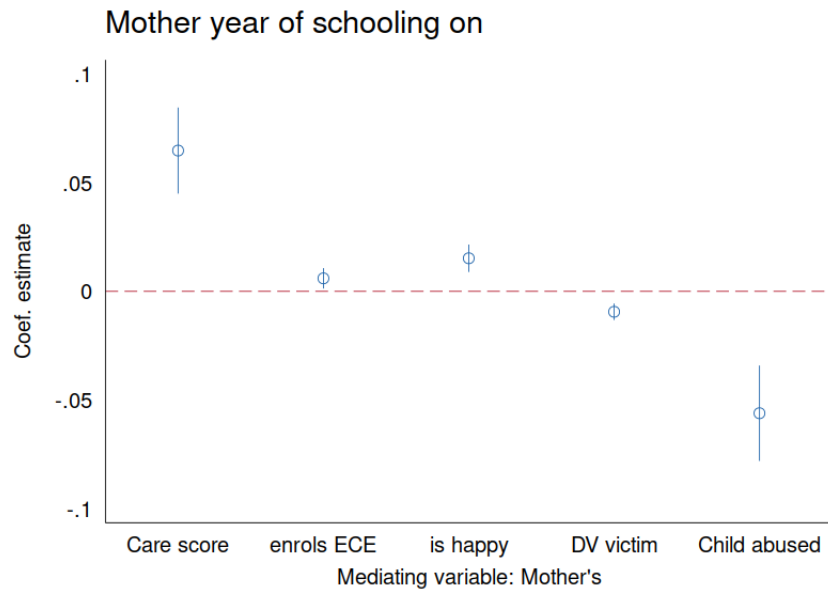 Mother year of schooling on
.1
.05
0
-.05
-.1
Coef. estimate
Care score enrols ECE is happy DV victim Child abused
Mediating variable: Mother's